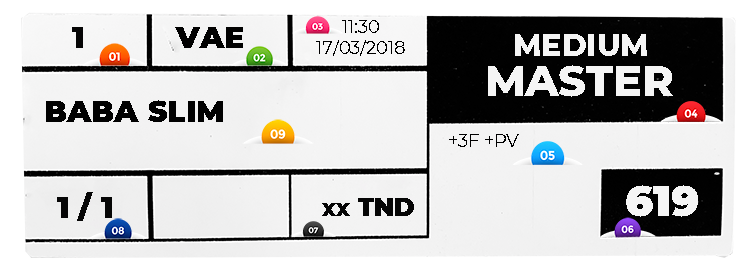 1
01
VAE
02
03
11:30
17/03/2018
MEDIUM
MASTER
04
BABA SLIM
09
+3F +PV
05
1 / 1
08
xx TND
07
619
06